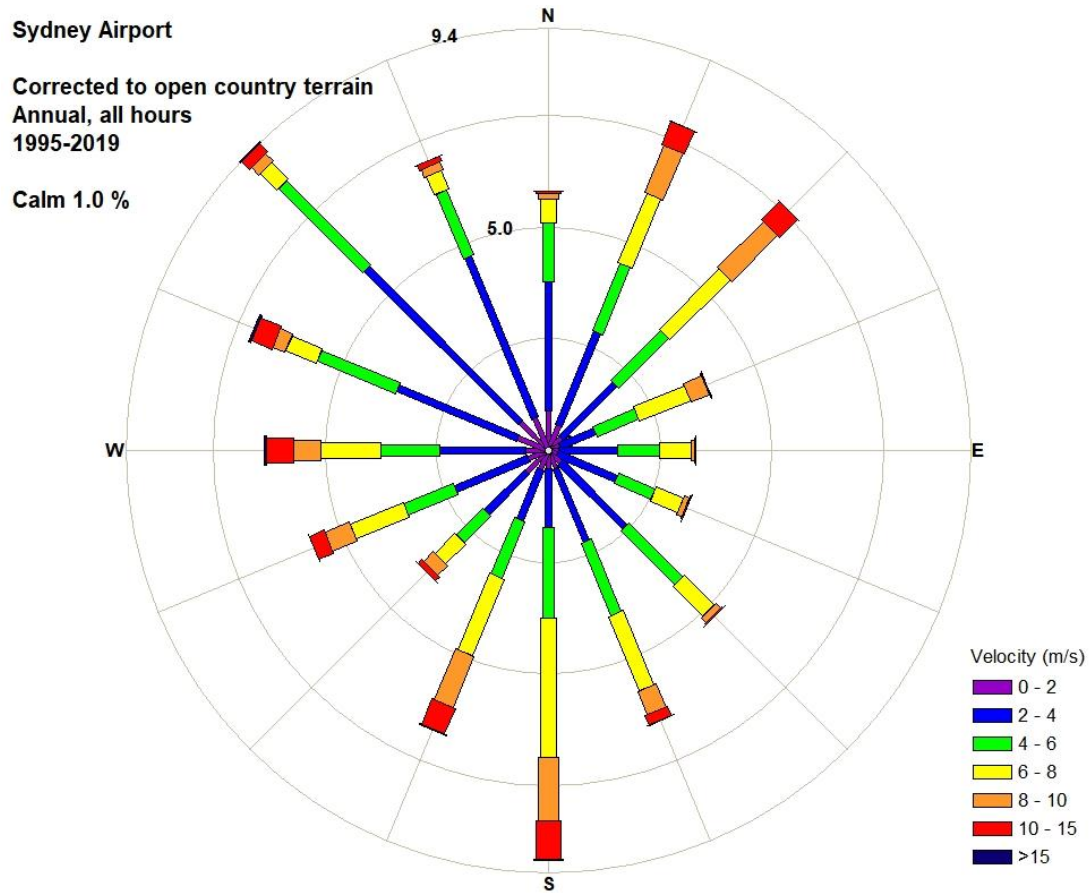 Sydney Airport
Corrected to open country terrain
Annual, all hours
1995-2019
Calm 1.0 %
N
9.4
5.0
W
E
S
Velocity (m/s)
0 - 2
2 - 4
4 - 6
6 - 8
8 - 10
10 - 15
>15